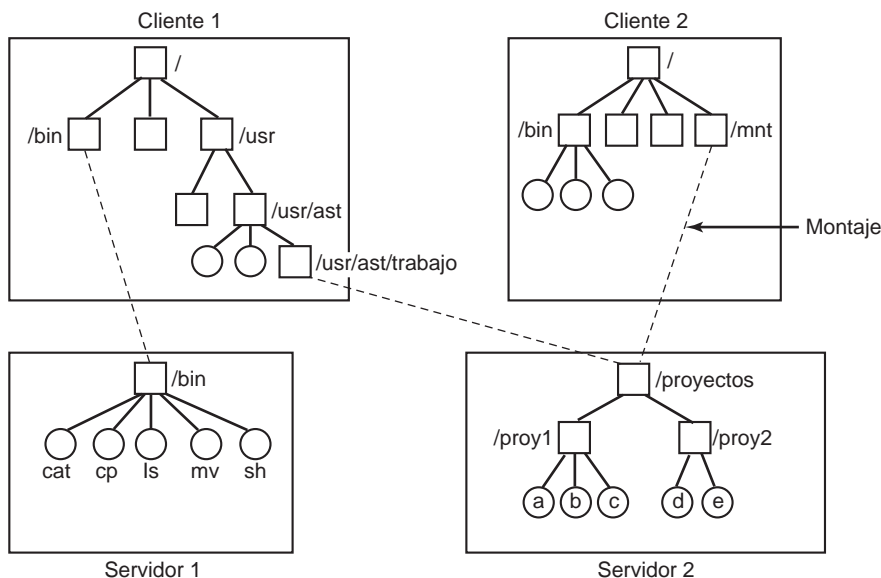 Cliente 1
Cliente 2
/
/
/bin
/usr
/bin
/mnt
/usr/ast
Montaje
/usr/ast/trabajo
/bin
/proyectos
/proy1
/proy2
cat
cp
ls
mv
sh
a
b
c
d
e
Servidor 1
Servidor 2